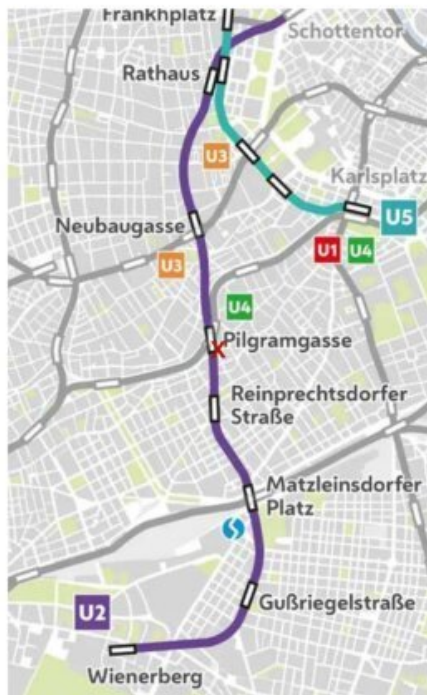 Frankhplatz
Schottentor
Rathaus
U3
Karlsplatz
U5
Neubaugasse
U1 U4
U3
U4
Pilgramgasse
Reinprechtsdorfer
Straße
Matzleinsdorfer
Platz
Gußriegelstraße
U2
Wienerberg